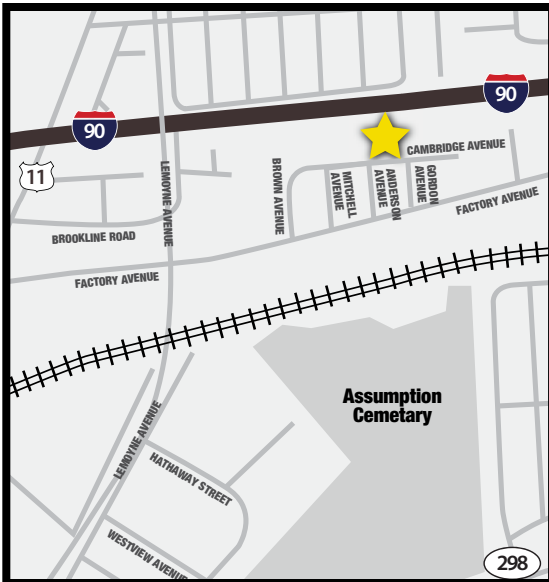 90
90
11
CAMBRIDGE AVENUE
LEMOYNE AVENUE
BROWN AVENUE
MITCHELL
AVENUE
ANDERSON
AVENUE
GORDON
AVENUE
FACTORY AVENUE
BROOKLINE ROAD
FACTORY AVENUE
Assumption
Cemetary
LEMOYNE AVENUE
HATHAWAY STREET
WESTVIEW AVENUE
298